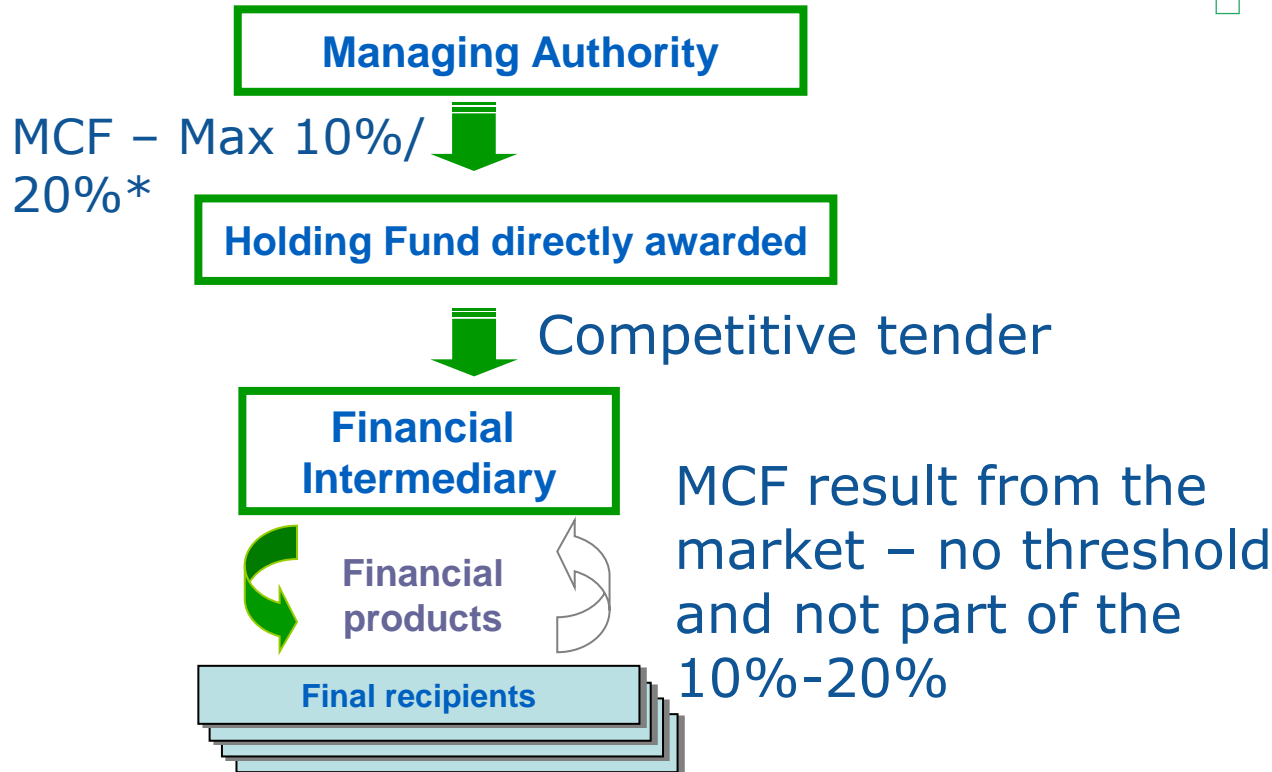 Managing Authority
MCF – Max 10%/
20%*
Holding Fund directly awarded
Competitive tender
Financial
Intermediary
MCF result from the
market – no threshold
and not part of the
10%-20%
Financial
products
Final recipients